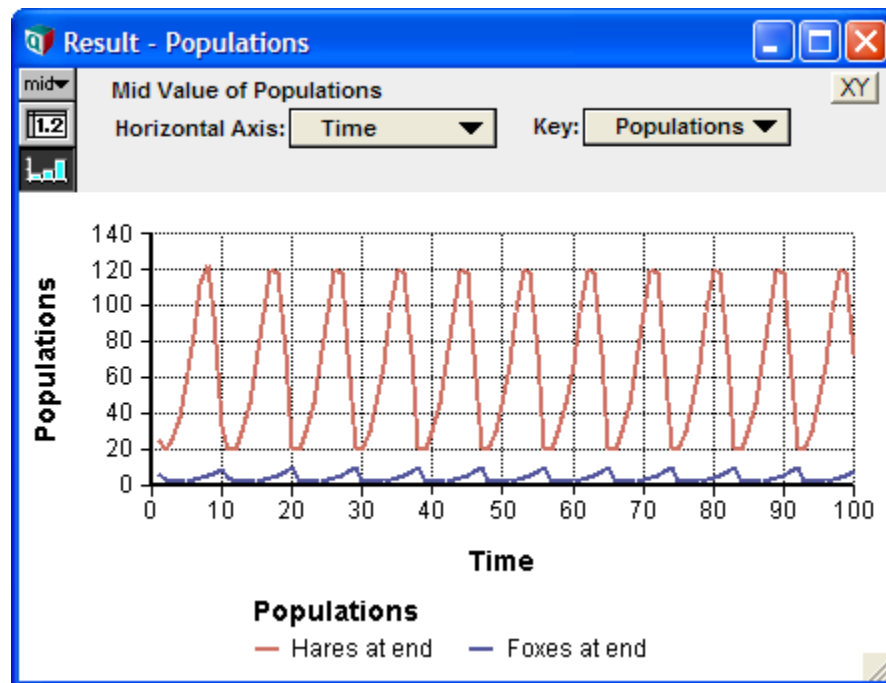 Result - Populations
mid
Mid Value of Populations
XY
1.2
Horizontal Axis: Time Key: Populations
140
120
100
80
60
40
20
0
Populations
0 10 20 30 40 50 60 70 80 90 100
Time
Populations
Hares at end Foxes at end